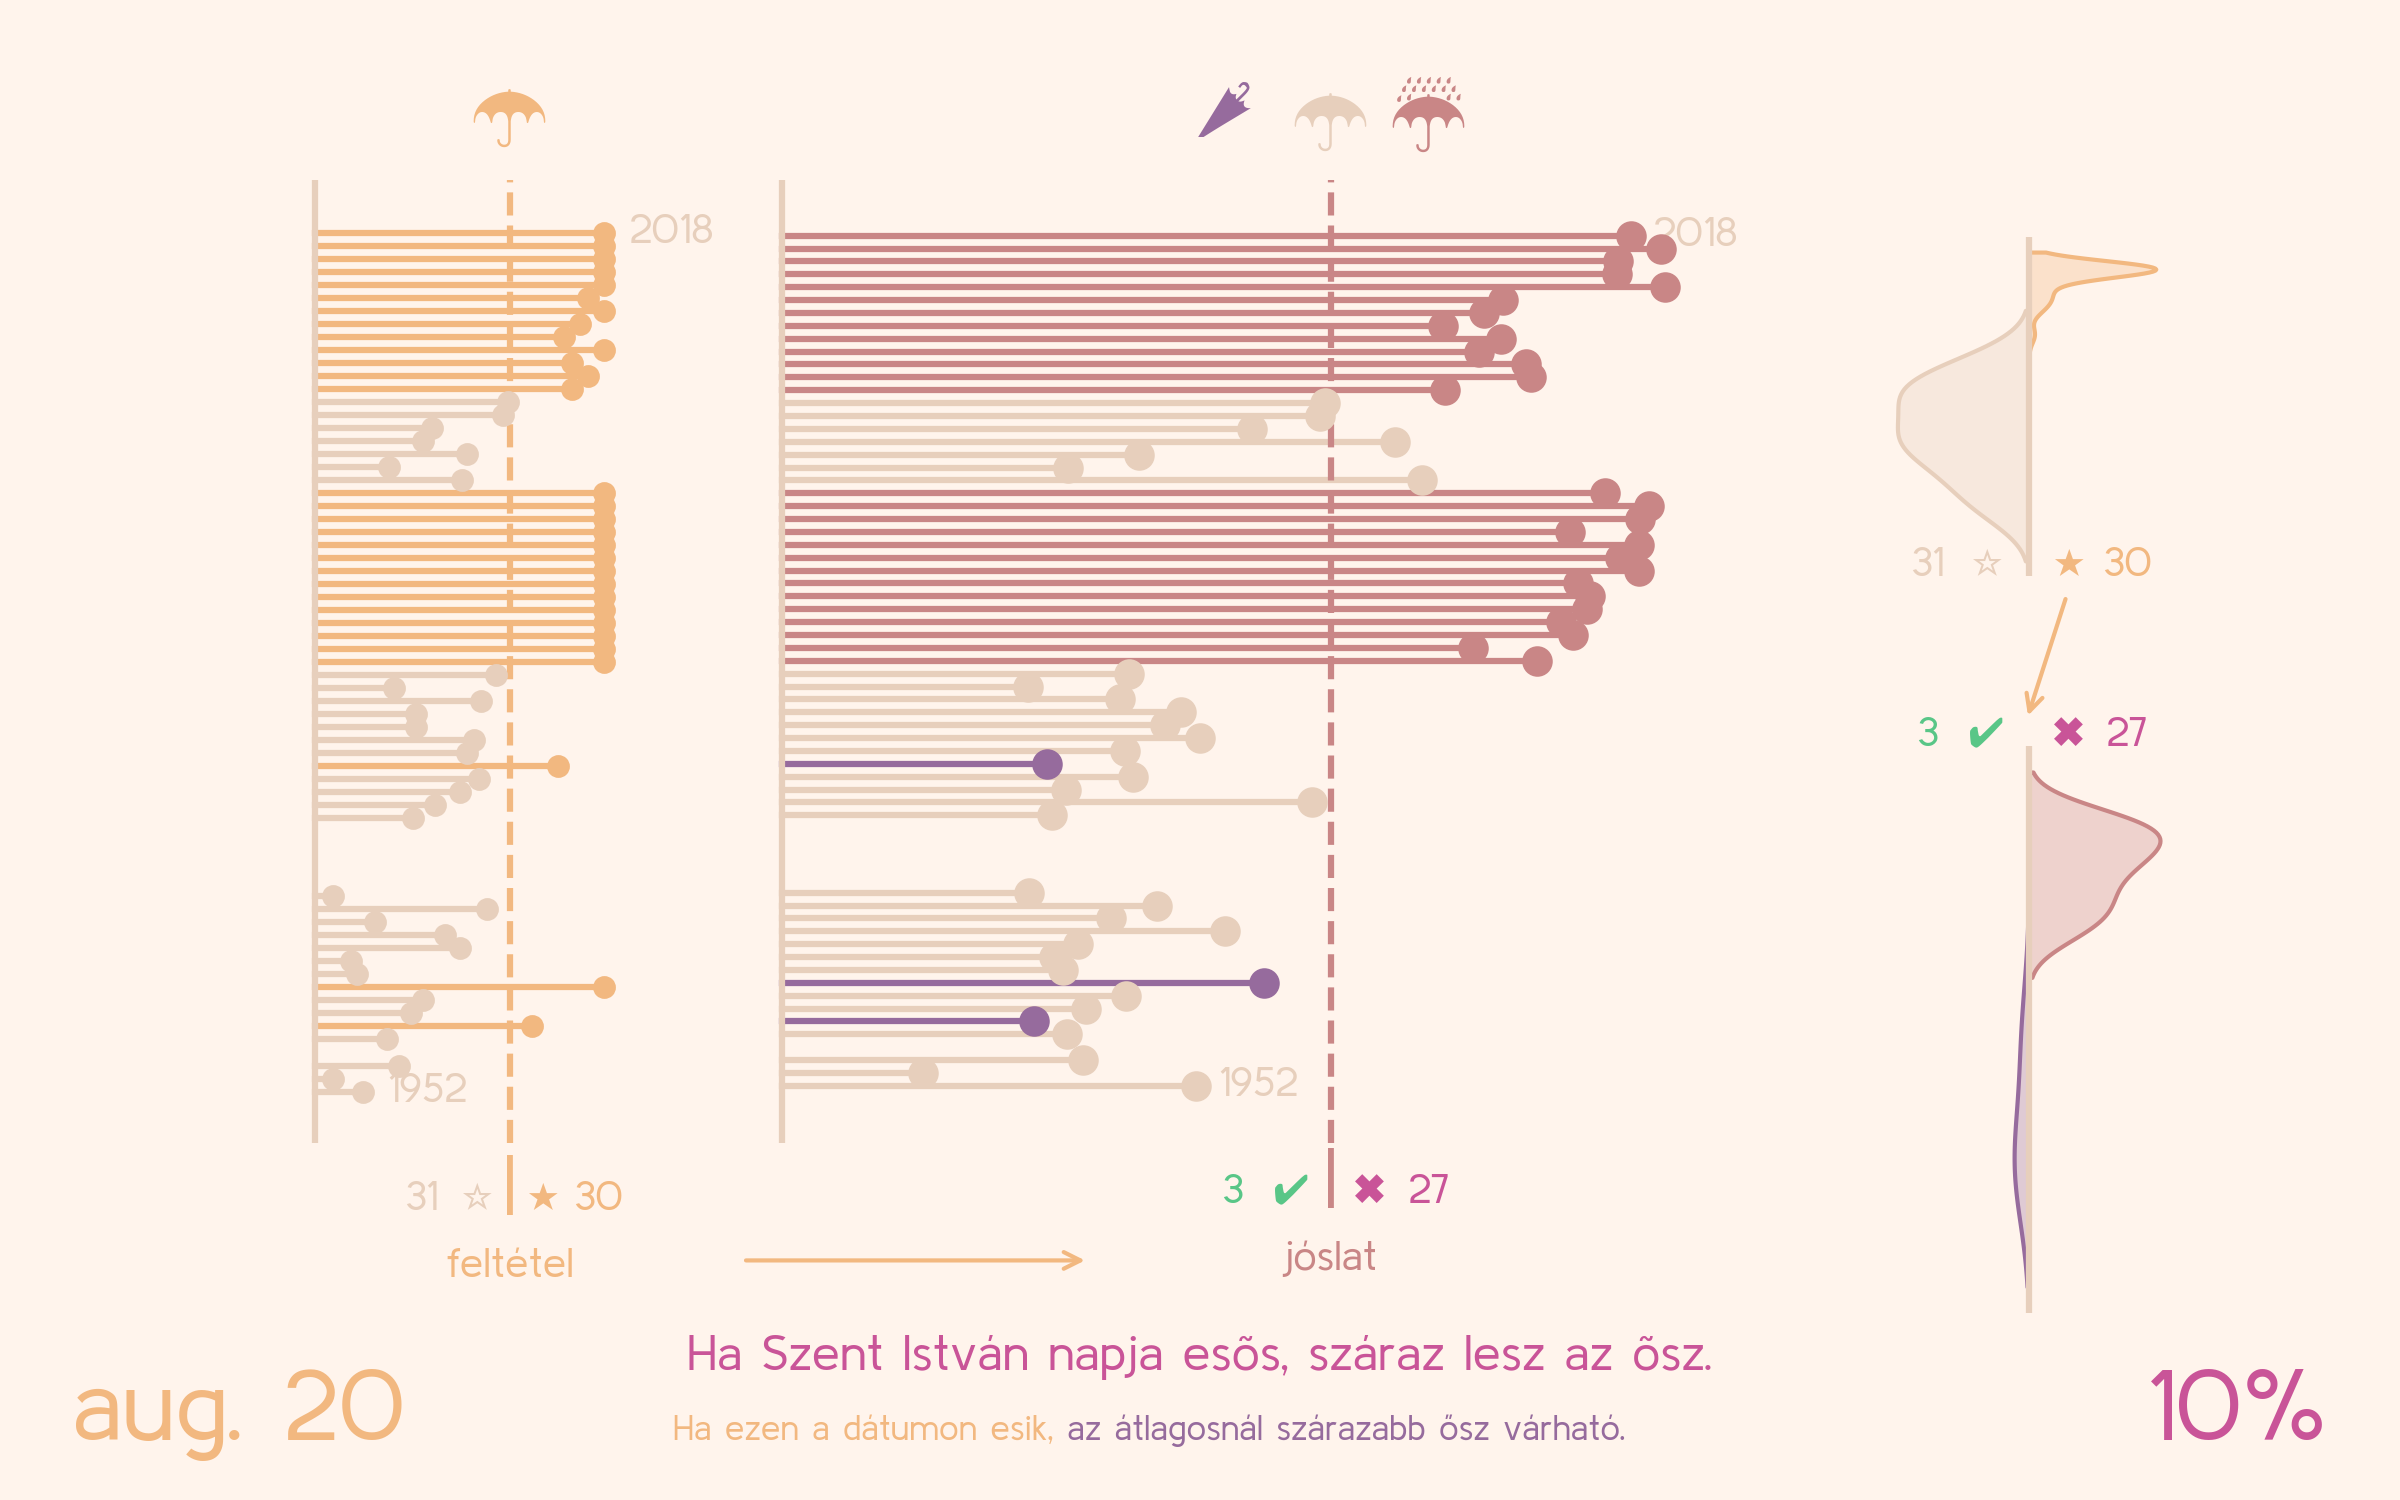 2018
2018
1952
1952
31 ☆ ★ 30
3 ✔ ✖ 27
31 ☆ ★ 30
3 ✔ ✖ 27
feltétel
jóslat
Ha Szent István napja esõs, száraz lesz az õsz.
aug. 20
Ha ezen a dátumon esik, az átlagosnál szárazabb ősz várható.
10%